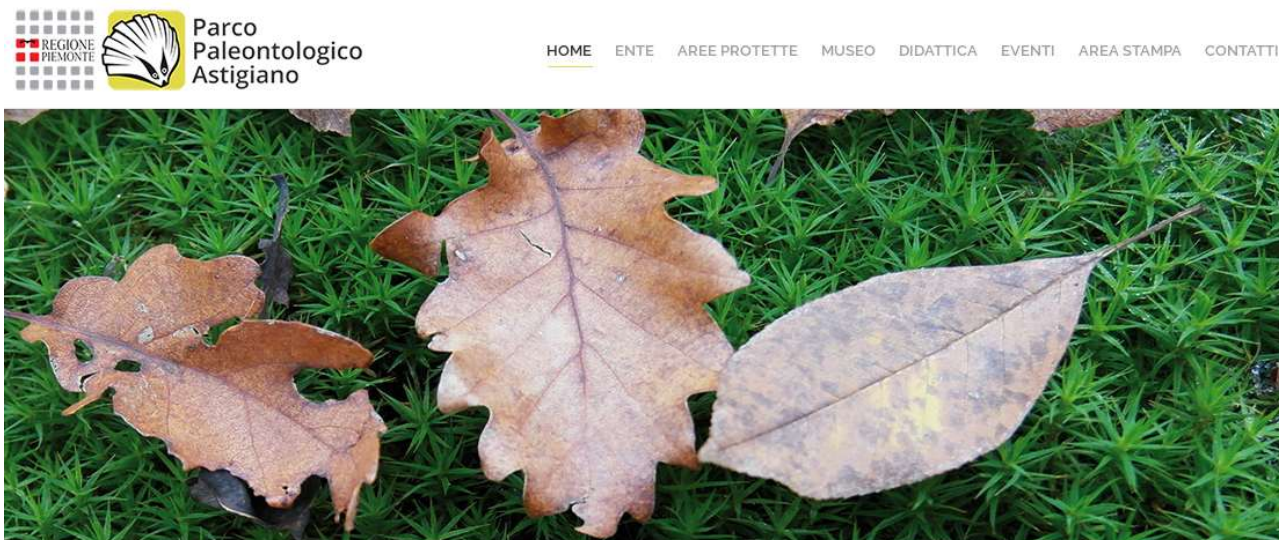 REGIONE
PIEMONTE
Parco
Paleontologico
Astigiano
HOME ENTE AREE PROTETTE MUSEO DIDATTICA EVENTI AREA STAMPA CONTATTI